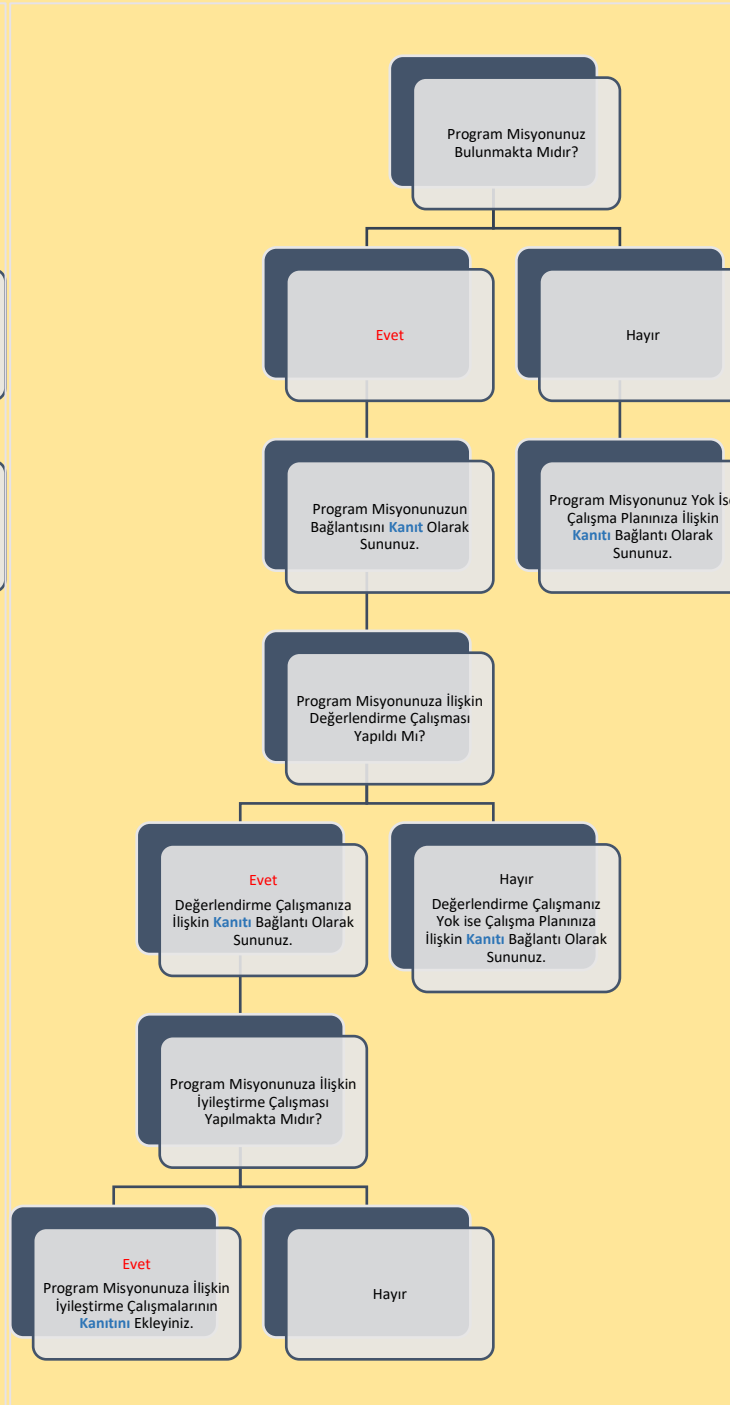 Program Misyonunuz
Bulunmakta Mıdır?
Evet
Hayır
Program Misyonunuzun
Bağlantısını Kanıt Olarak
Sununuz.
Program Misyonunuz Yok İse
Çalışma Planınıza İlişkin
Kanıtı Bağlantı Olarak
Sununuz.
Program Misyonunuza İlişkin
Değerlendirme Çalışması
Yapıldı Mı?
Evet
Değerlendirme Çalışmanıza
İlişkin Kanıtı Bağlantı Olarak
Sununuz.
Hayır
Değerlendirme Çalışmanız
Yok ise Çalışma Planınıza
İlişkin Kanıtı Bağlantı Olarak
Sununuz.
Program Misyonunuza İlişkin
İyileştirme Çalışması
Yapılmakta Mıdır?
Evet
Program Misyonunuza İlişkin
İyileştirme Çalışmalarının
Kanıtını Ekleyiniz.
Hayır